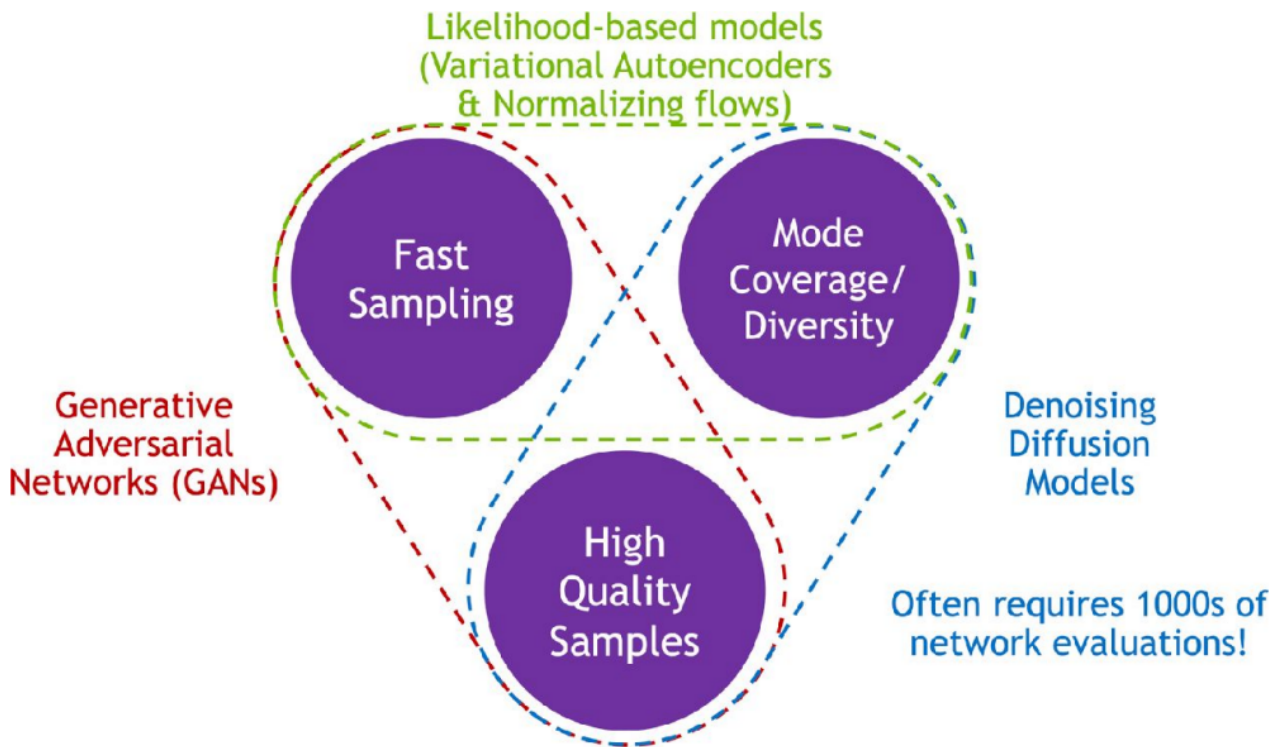 Likelihood-based models
(Variational Autoencoders
& Normalizing flows)
Fast
Sampling
Mode
Coverage/
Diversity
Generative
Adversarial
Networks (GANs)
Denoising
Diffusion
Models
High
Quality
Samples
Often requires 1000s of
network evaluations!